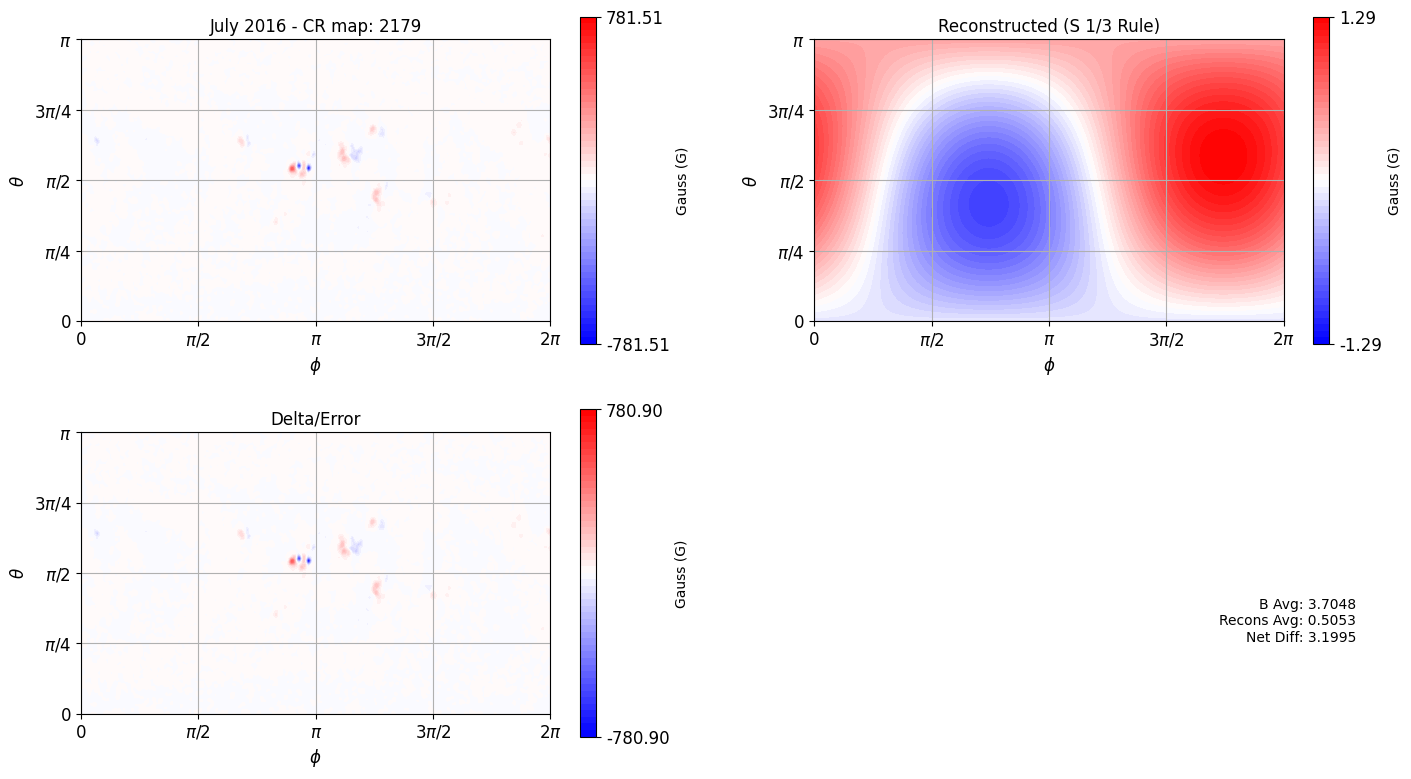 July 2016 - CR map: 2179
π
3π/4
π/2
π/4
0
θ
0
π/2
π
3π/2
2π
ϕ
781.51
-781.51
Gauss (G)
Reconstructed (S 1/3 Rule)
π
3π/4
π/2
π/4
0
θ
0
π/2
π
3π/2
2π
ϕ
1.29
-1.29
Gauss (G)
Delta/Error
π
3π/4
π/2
π/4
0
θ
0
π/2
π
3π/2
2π
ϕ
780.90
-780.90
Gauss (G)
B Avg: 3.7048
Recons Avg: 0.5053
Net Diff: 3.1995